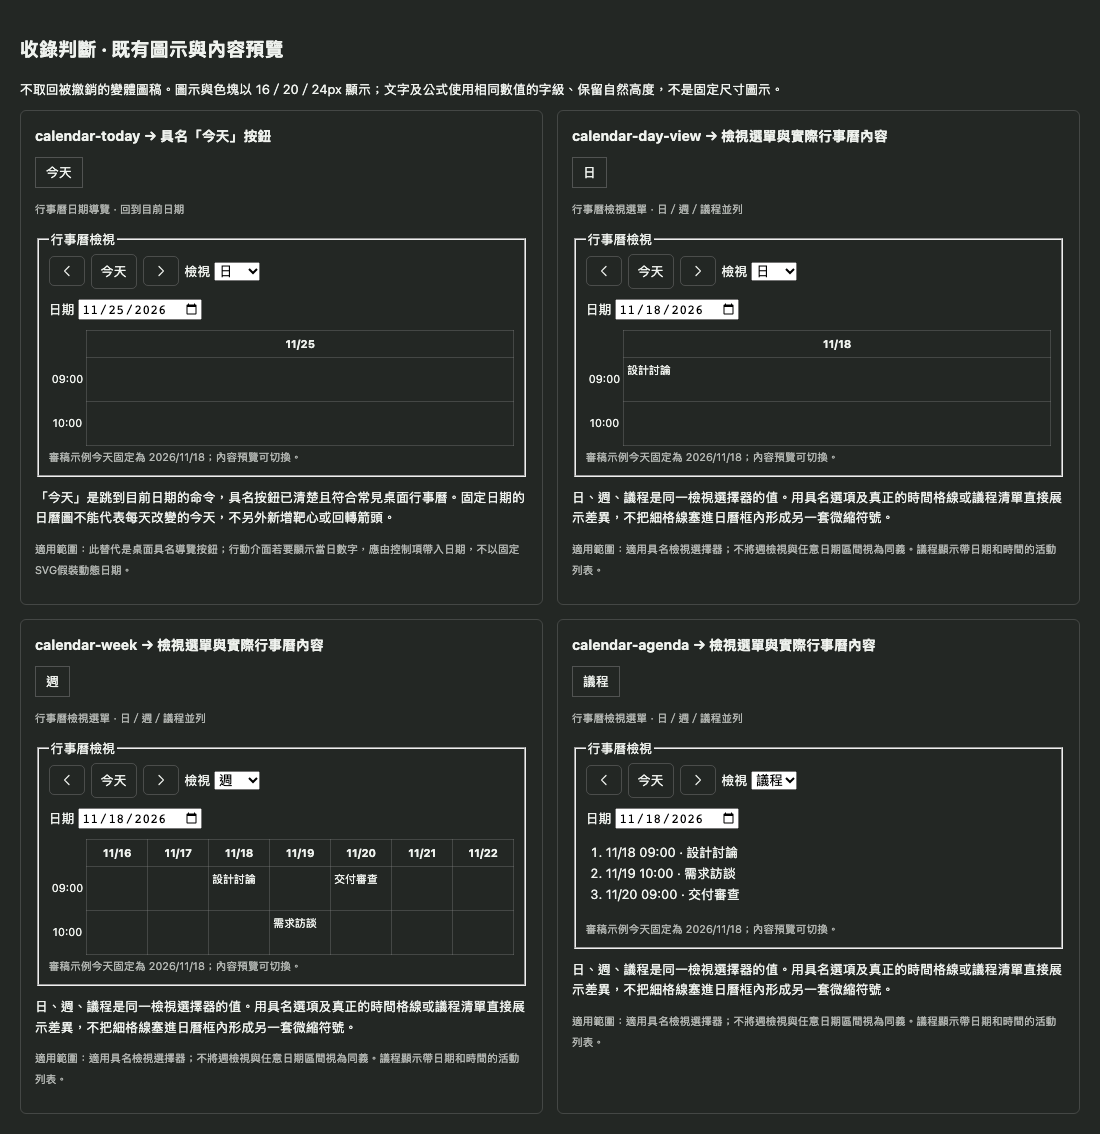 收錄判斷 · 既有圖示與內容預覽
不取回被撤銷的變體圖稿。圖示與色塊以 16 / 20 / 24px 顯示；文字及公式使用相同數值的字級、保留自然高度，不是固定尺寸圖示。
calendar-today → 具名「今天」按鈕
今天
行事曆日期導覽 · 回到目前日期
行事曆檢視
今天
檢視 日
日期 11/25/2026
11/25
09:00
10:00
審稿示例今天固定為 2026/11/18；內容預覽可切換。
「今天」是跳到目前日期的命令，具名按鈕已清楚且符合常見桌面行事曆。固定日期的
日曆圖不能代表每天改變的今天，不另外新增靶心或回轉箭頭。
適用範圍：此替代是桌面具名導覽按鈕；行動介面若要顯示當日數字，應由控制項帶入日期，不以固定
SVG假裝動態日期。
calendar-day-view → 檢視選單與實際行事曆內容
日
行事曆檢視選單 · 日 / 週 / 議程並列
行事曆檢視
今天
檢視 日
日期 11/18/2026
11/18
09:00 設計討論
10:00
審稿示例今天固定為 2026/11/18；內容預覽可切換。
日、週、議程是同一檢視選擇器的值。用具名選項及真正的時間格線或議程清單直接展
示差異，不把細格線塞進日曆框內形成另一套微縮符號。
適用範圍：適用具名檢視選擇器；不將週檢視與任意日期區間視為同義。議程顯示帶日期和時間的活動
列表。
calendar-week → 檢視選單與實際行事曆內容
週
行事曆檢視選單 · 日 / 週 / 議程並列
行事曆檢視
今天
檢視 週
日期 11/18/2026
11/16 11/17 11/18 11/19 11/20 11/21 11/22
09:00 設計討論 交付審查
10:00 需求訪談
審稿示例今天固定為 2026/11/18；內容預覽可切換。
日、週、議程是同一檢視選擇器的值。用具名選項及真正的時間格線或議程清單直接展
示差異，不把細格線塞進日曆框內形成另一套微縮符號。
適用範圍：適用具名檢視選擇器；不將週檢視與任意日期區間視為同義。議程顯示帶日期和時間的活動
列表。
calendar-agenda → 檢視選單與實際行事曆內容
議程
行事曆檢視選單 · 日 / 週 / 議程並列
行事曆檢視
今天
檢視 議程
日期 11/18/2026
1. 11/18 09:00 · 設計討論
2. 11/19 10:00 · 需求訪談
3. 11/20 09:00 · 交付審查
審稿示例今天固定為 2026/11/18；內容預覽可切換。
日、週、議程是同一檢視選擇器的值。用具名選項及真正的時間格線或議程清單直接展
示差異，不把細格線塞進日曆框內形成另一套微縮符號。
適用範圍：適用具名檢視選擇器；不將週檢視與任意日期區間視為同義。議程顯示帶日期和時間的活動
列表。